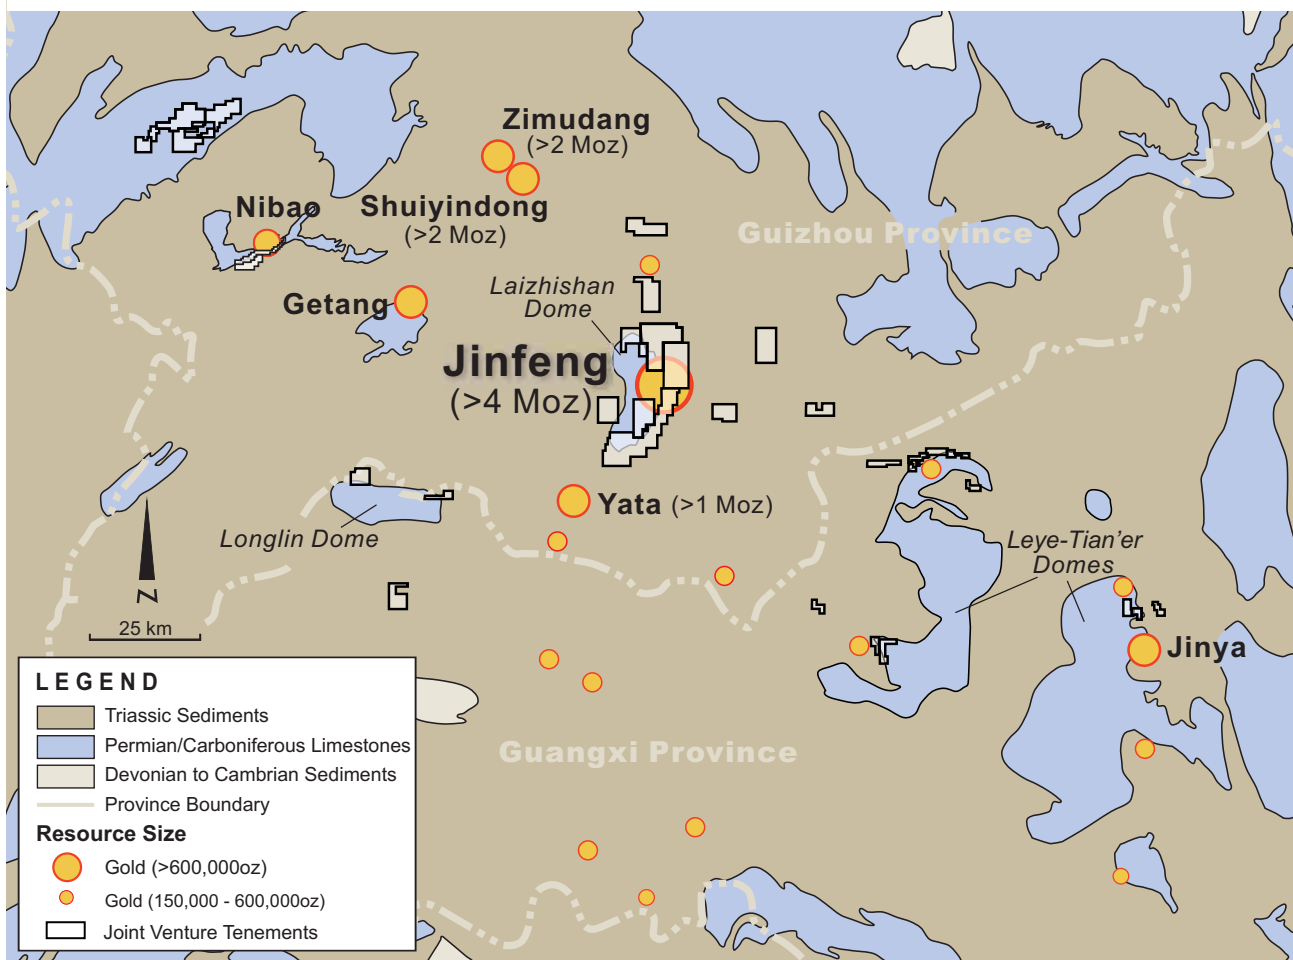 Zimudang
(>2 Moz)
Nibao
Shuiyindong
(>2 Moz)
Guizhou Province
Laizhishan
Dome
Getang
Jinfeng
(>4 Moz)
Yata (>1 Moz)
Longlin Dome
Leye-Tian’er
Domes
N
25 km
Jinya
LEGEND
Triassic Sediments
Permian/Carboniferous Limestones
Devonian to Cambrian Sediments
Province Boundary
Resource Size
Gold (>600,000oz)
Gold (150,000 - 600,000oz)
Joint Venture Tenements
Guangxi Province